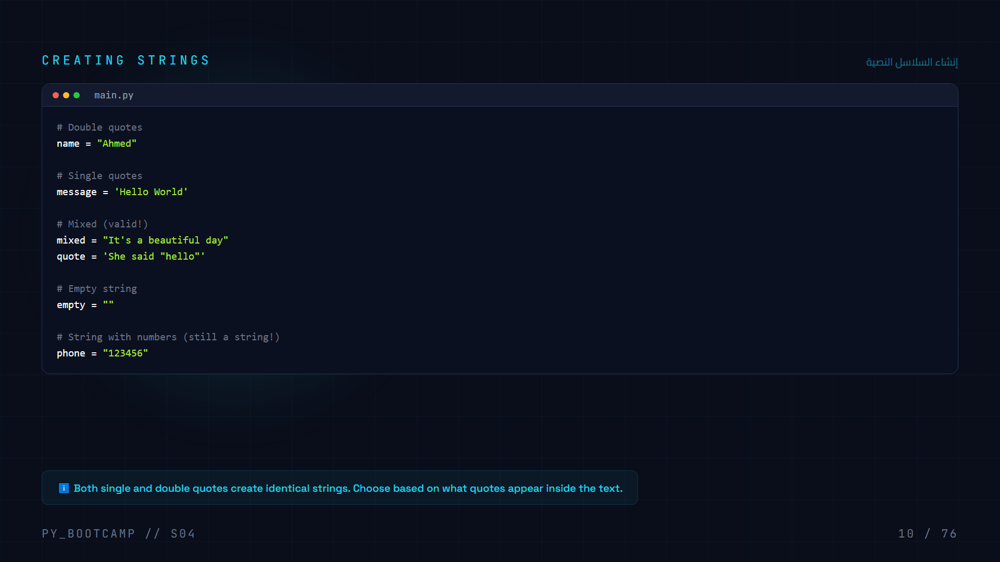 CREATING STRINGS
إنشاء السلاسل النصية
main.py
# Double quotes
name = "Ahmed"
# Single quotes
message = 'Hello World'
# Mixed (valid!)
mixed = "It's a beautiful day"
quote = 'She said "hello"'
# Empty string
empty = ""
# String with numbers (still a string!)
phone = "123456"
ℹ️ Both single and double quotes create identical strings. Choose based on what quotes appear inside the text.
PY_BOOTCAMP // S04
10 / 76